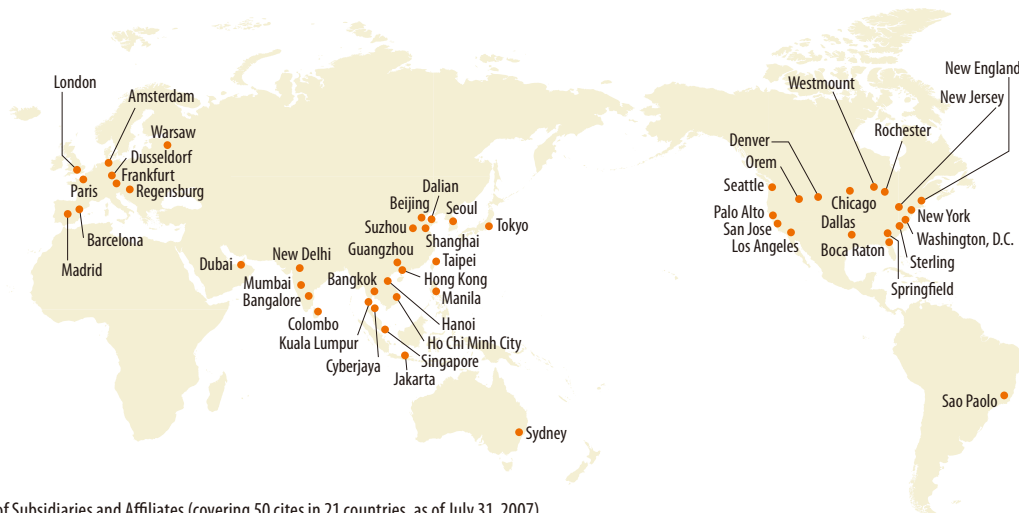 London
Amsterdam
Warsaw
Dusseldorf
Frankfurt
Paris
Regensburg
Barcelona
Madrid
Dubai
New Delhi
Mumbai
Bangalore
Colombo
Dalian
Beijing
Seoul
Suzhou
Tokyo
Shanghai
Guangzhou
Taipei
Bangkok
Hong Kong
Manila
Hanoi
Kuala Lumpur
Ho Chi Minh City
Cyberjaya
Singapore
Jakarta
Sydney
New England
Westmount
New Jersey
Rochester
Denver
Orem
Seattle
Chicago
Palo Alto
Dallas
New York
San Jose
Washington, D.C.
Los Angeles
Boca Raton
Sterling
Springfield
Sao Paolo
of Subsidiaries and Affiliates (covering 50 cites in 21 countries, as of July 31, 2007)